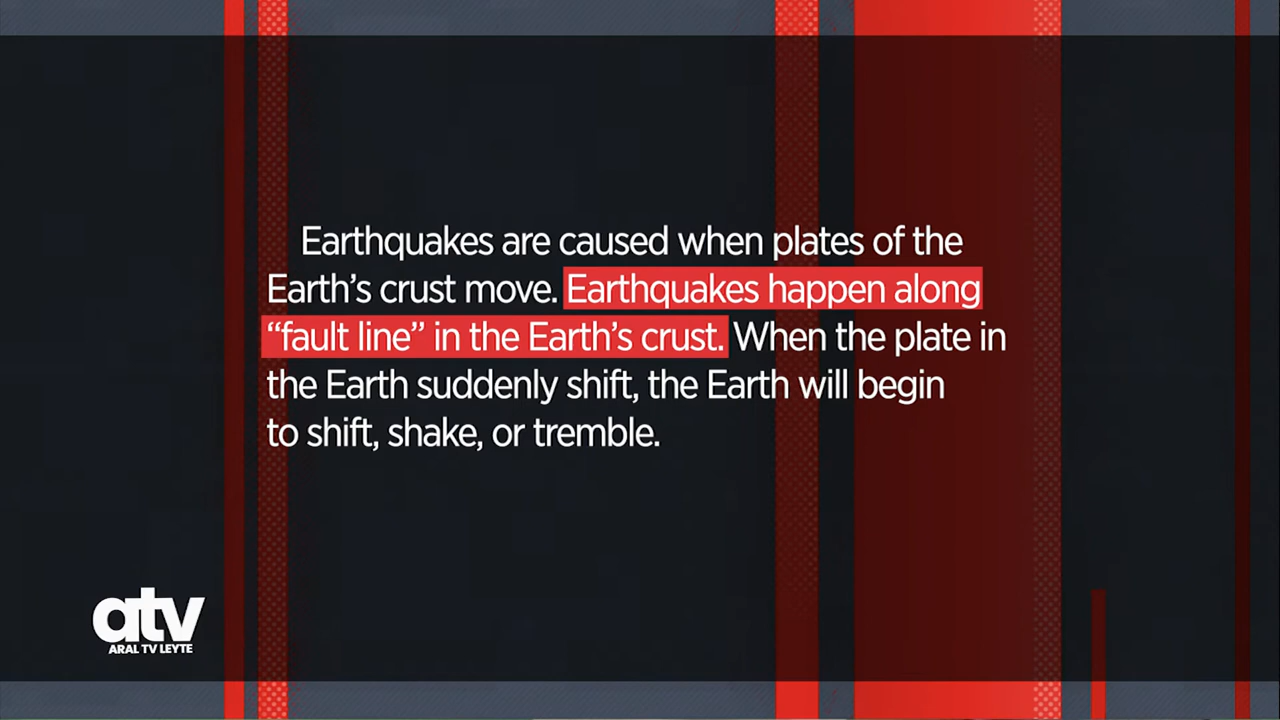 Earthquakes are caused when plates of the
Earth’s crust move. Earthquakes happen along
“fault line” in the Earth’s crust. When the plate in
the Earth suddenly shift, the Earth will begin
to shift, shake, or tremble.
atv
ARAL TV LEYTE